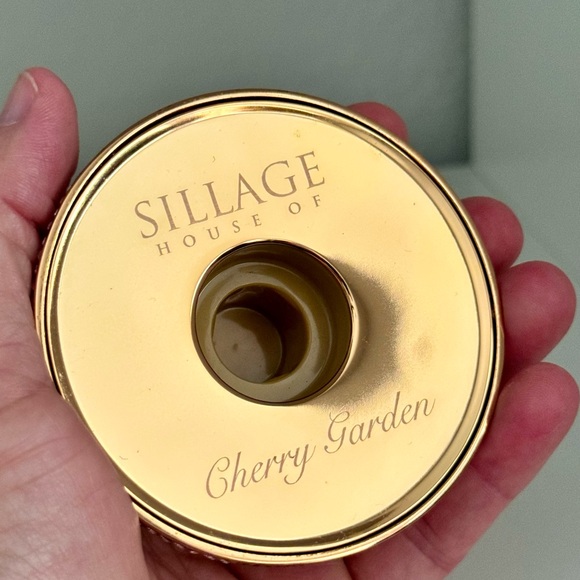 SILLAGE
HOUSE OF
Cherry Garden